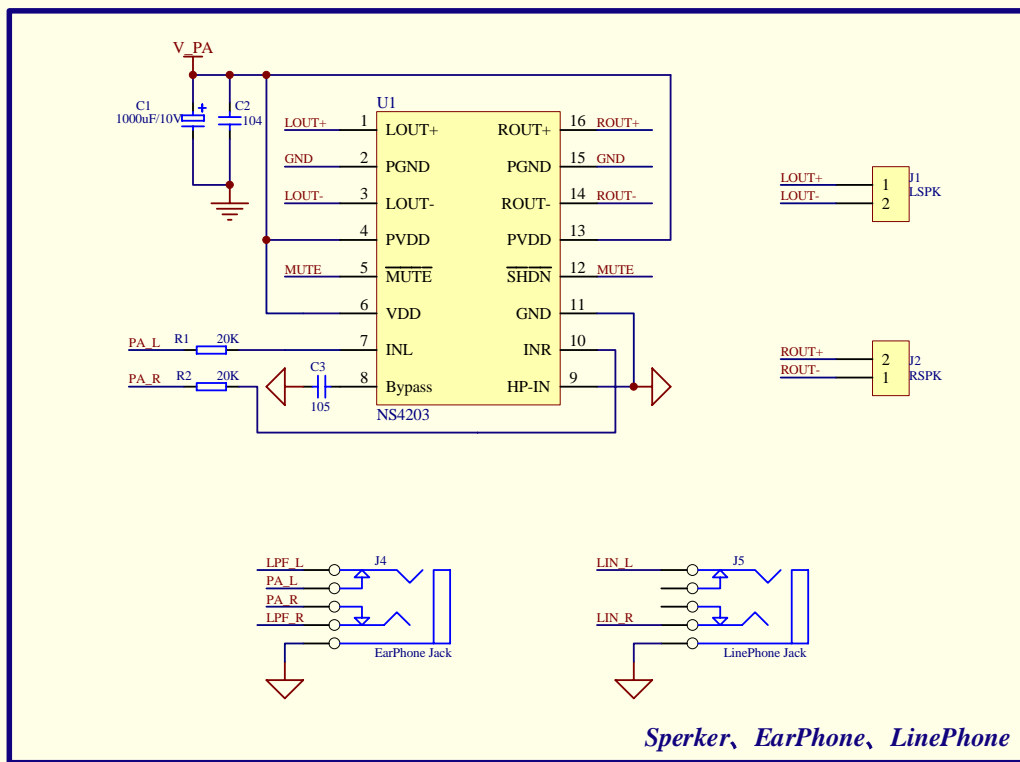 V_PA
C1
1000uF/10V
+
C2
104
U1
LOUT+ 1 LOUT+ ROUT+ 16 ROUT+
GND 2 PGND PGND 15 GND
LOUT- 3 LOUT- ROUT- 14 ROUT-
4 PVDD PVDD 13
MUTE 5 MUTE SHDN 12 MUTE
6 VDD GND 11
PA_L R1 20K 7 INL INR 10
PA_R R2 20K C3 105 8 Bypass HP-IN 9
NS4203
LOUT+ 1 J1
LOUT- 2 LSPK
ROUT+ 2 J2
ROUT- 1 RSPK
LPF_L J4
PA_L
PA_R
LPF_R
EarPhone Jack
LIN_L J5
LIN_R
LinePhone Jack
Sperker、EarPhone、LinePhone